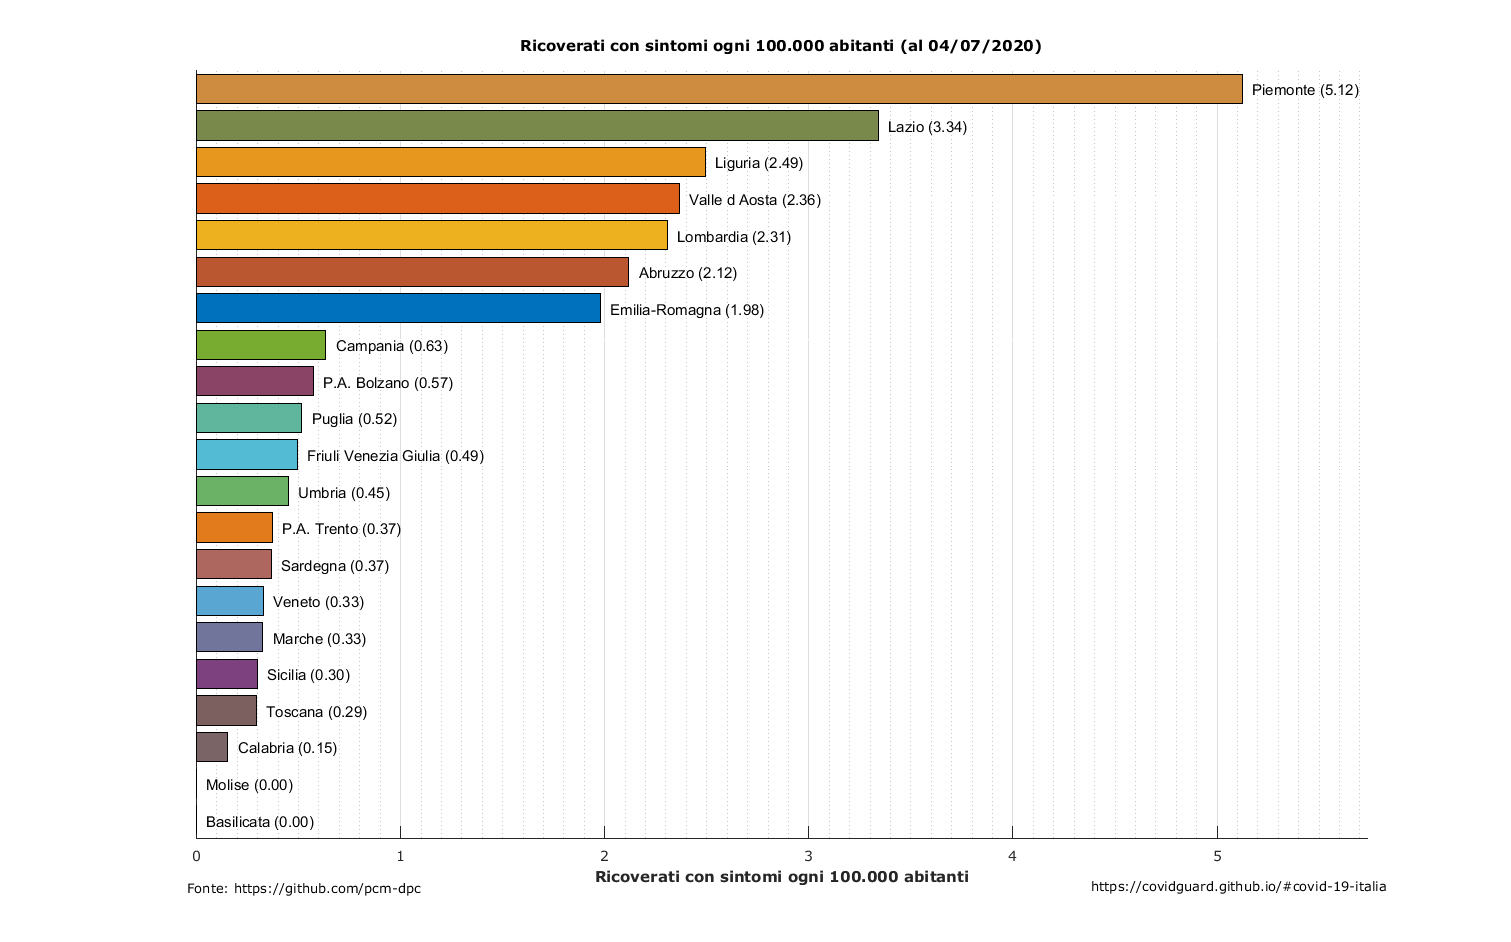 Ricoverati con sintomi ogni 100.000 abitanti (al 04/07/2020)
Piemonte (5.12)
Lazio (3.34)
Liguria (2.49)
Valle d Aosta (2.36)
Lombardia (2.31)
Abruzzo (2.12)
Emilia-Romagna (1.98)
Campania (0.63)
P.A. Bolzano (0.57)
Puglia (0.52)
Friuli Venezia Giulia (0.49)
Umbria (0.45)
P.A. Trento (0.37)
Sardegna (0.37)
Veneto (0.33)
Marche (0.33)
Sicilia (0.30)
Toscana (0.29)
Calabria (0.15)
Molise (0.00)
Basilicata (0.00)
0 1 2 3 4 5
Ricoverati con sintomi ogni 100.000 abitanti
Fonte: https://github.com/pcm-dpc
https://covidguard.github.io/#covid-19-italia